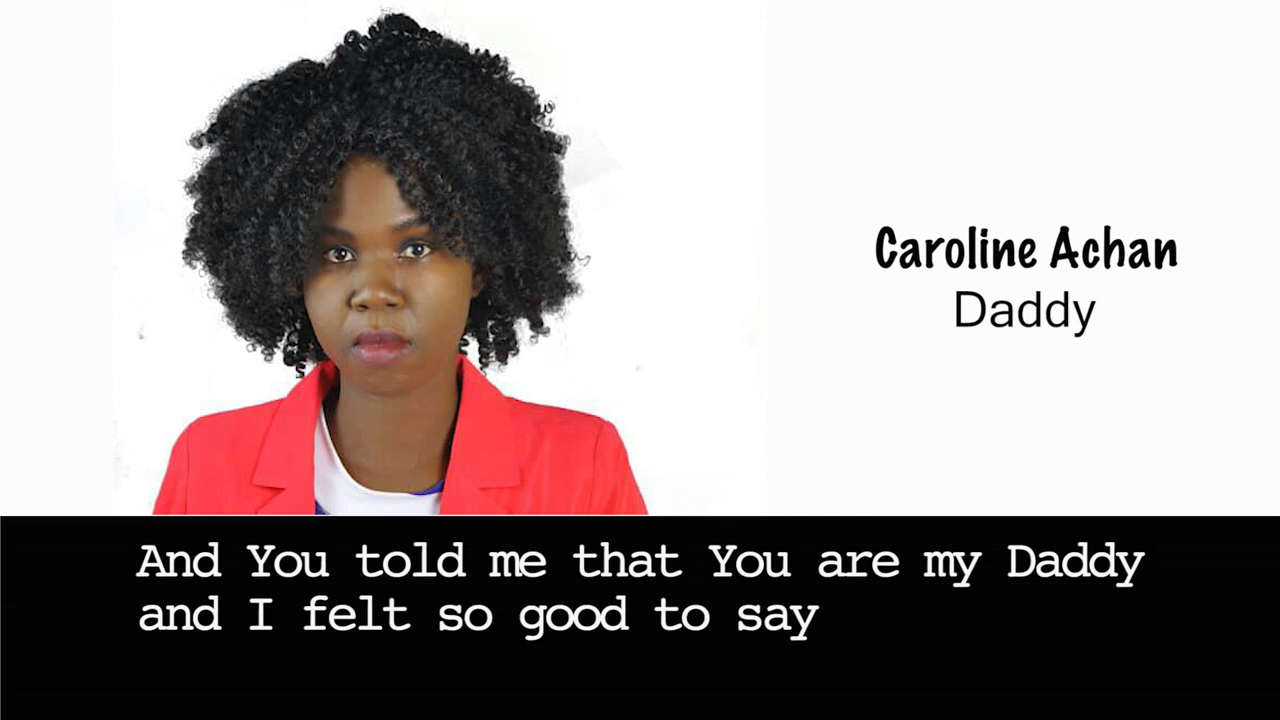 Caroline Achan
Daddy
And You told me that You are my Daddy
and I felt so good to say